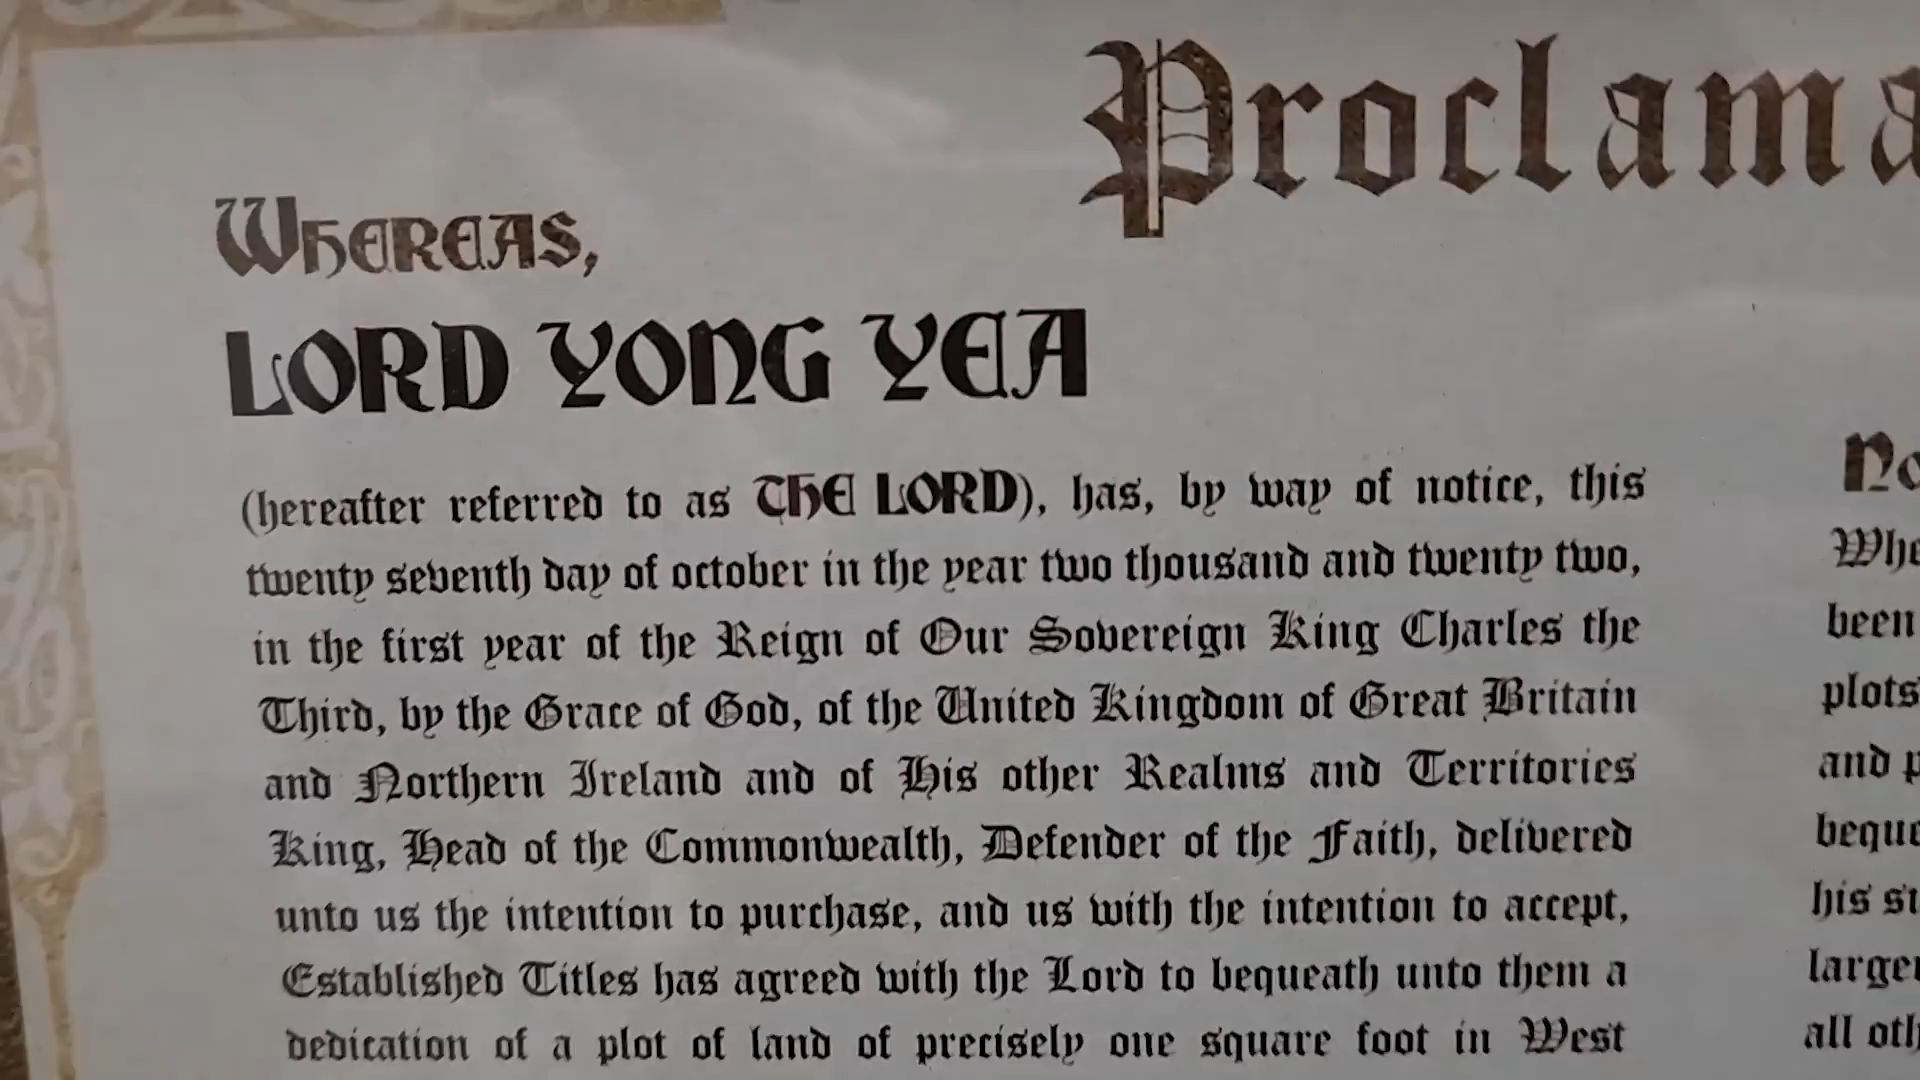 Proclama
Whereas,
LORD YONG YEA
(hereafter referred to as THE LORD), has, by way of notice, this
twenty seventh day of october in the year two thousand and twenty two,
in the first year of the Reign of Our Sovereign King Charles the
Third, by the Grace of God, of the United Kingdom of Great Britain
and Northern Ireland and of His other Realms and Territories
King, Head of the Commonwealth, Defender of the Faith, delivered
unto us the intention to purchase, and us with the intention to accept,
Established Titles has agreed with the Lord to bequeath unto them a
dedication of a plot of land of precisely one square foot in West
No
Whe
been
plots
and p
beque
his su
larger
all oth